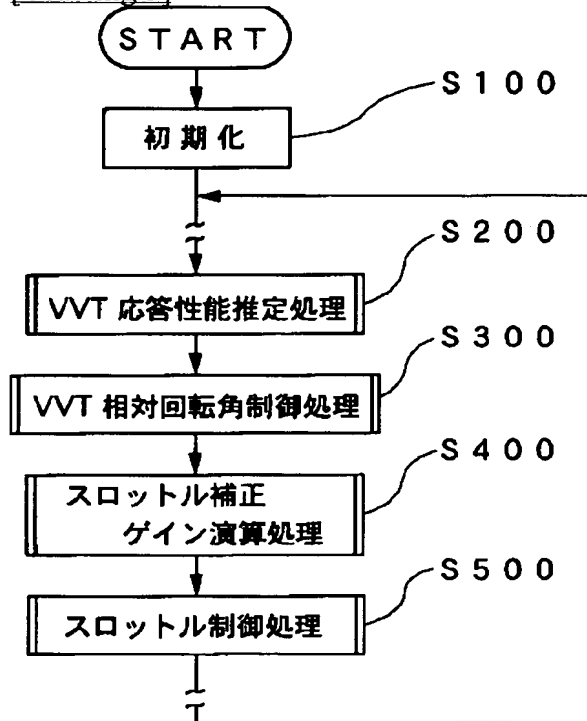 START
S100
初期化
S200
VVT 応答性能推定処理
S300
VVT 相対回転角制御処理
S400
スロットル補正
ゲイン演算処理
S500
スロットル制御処理